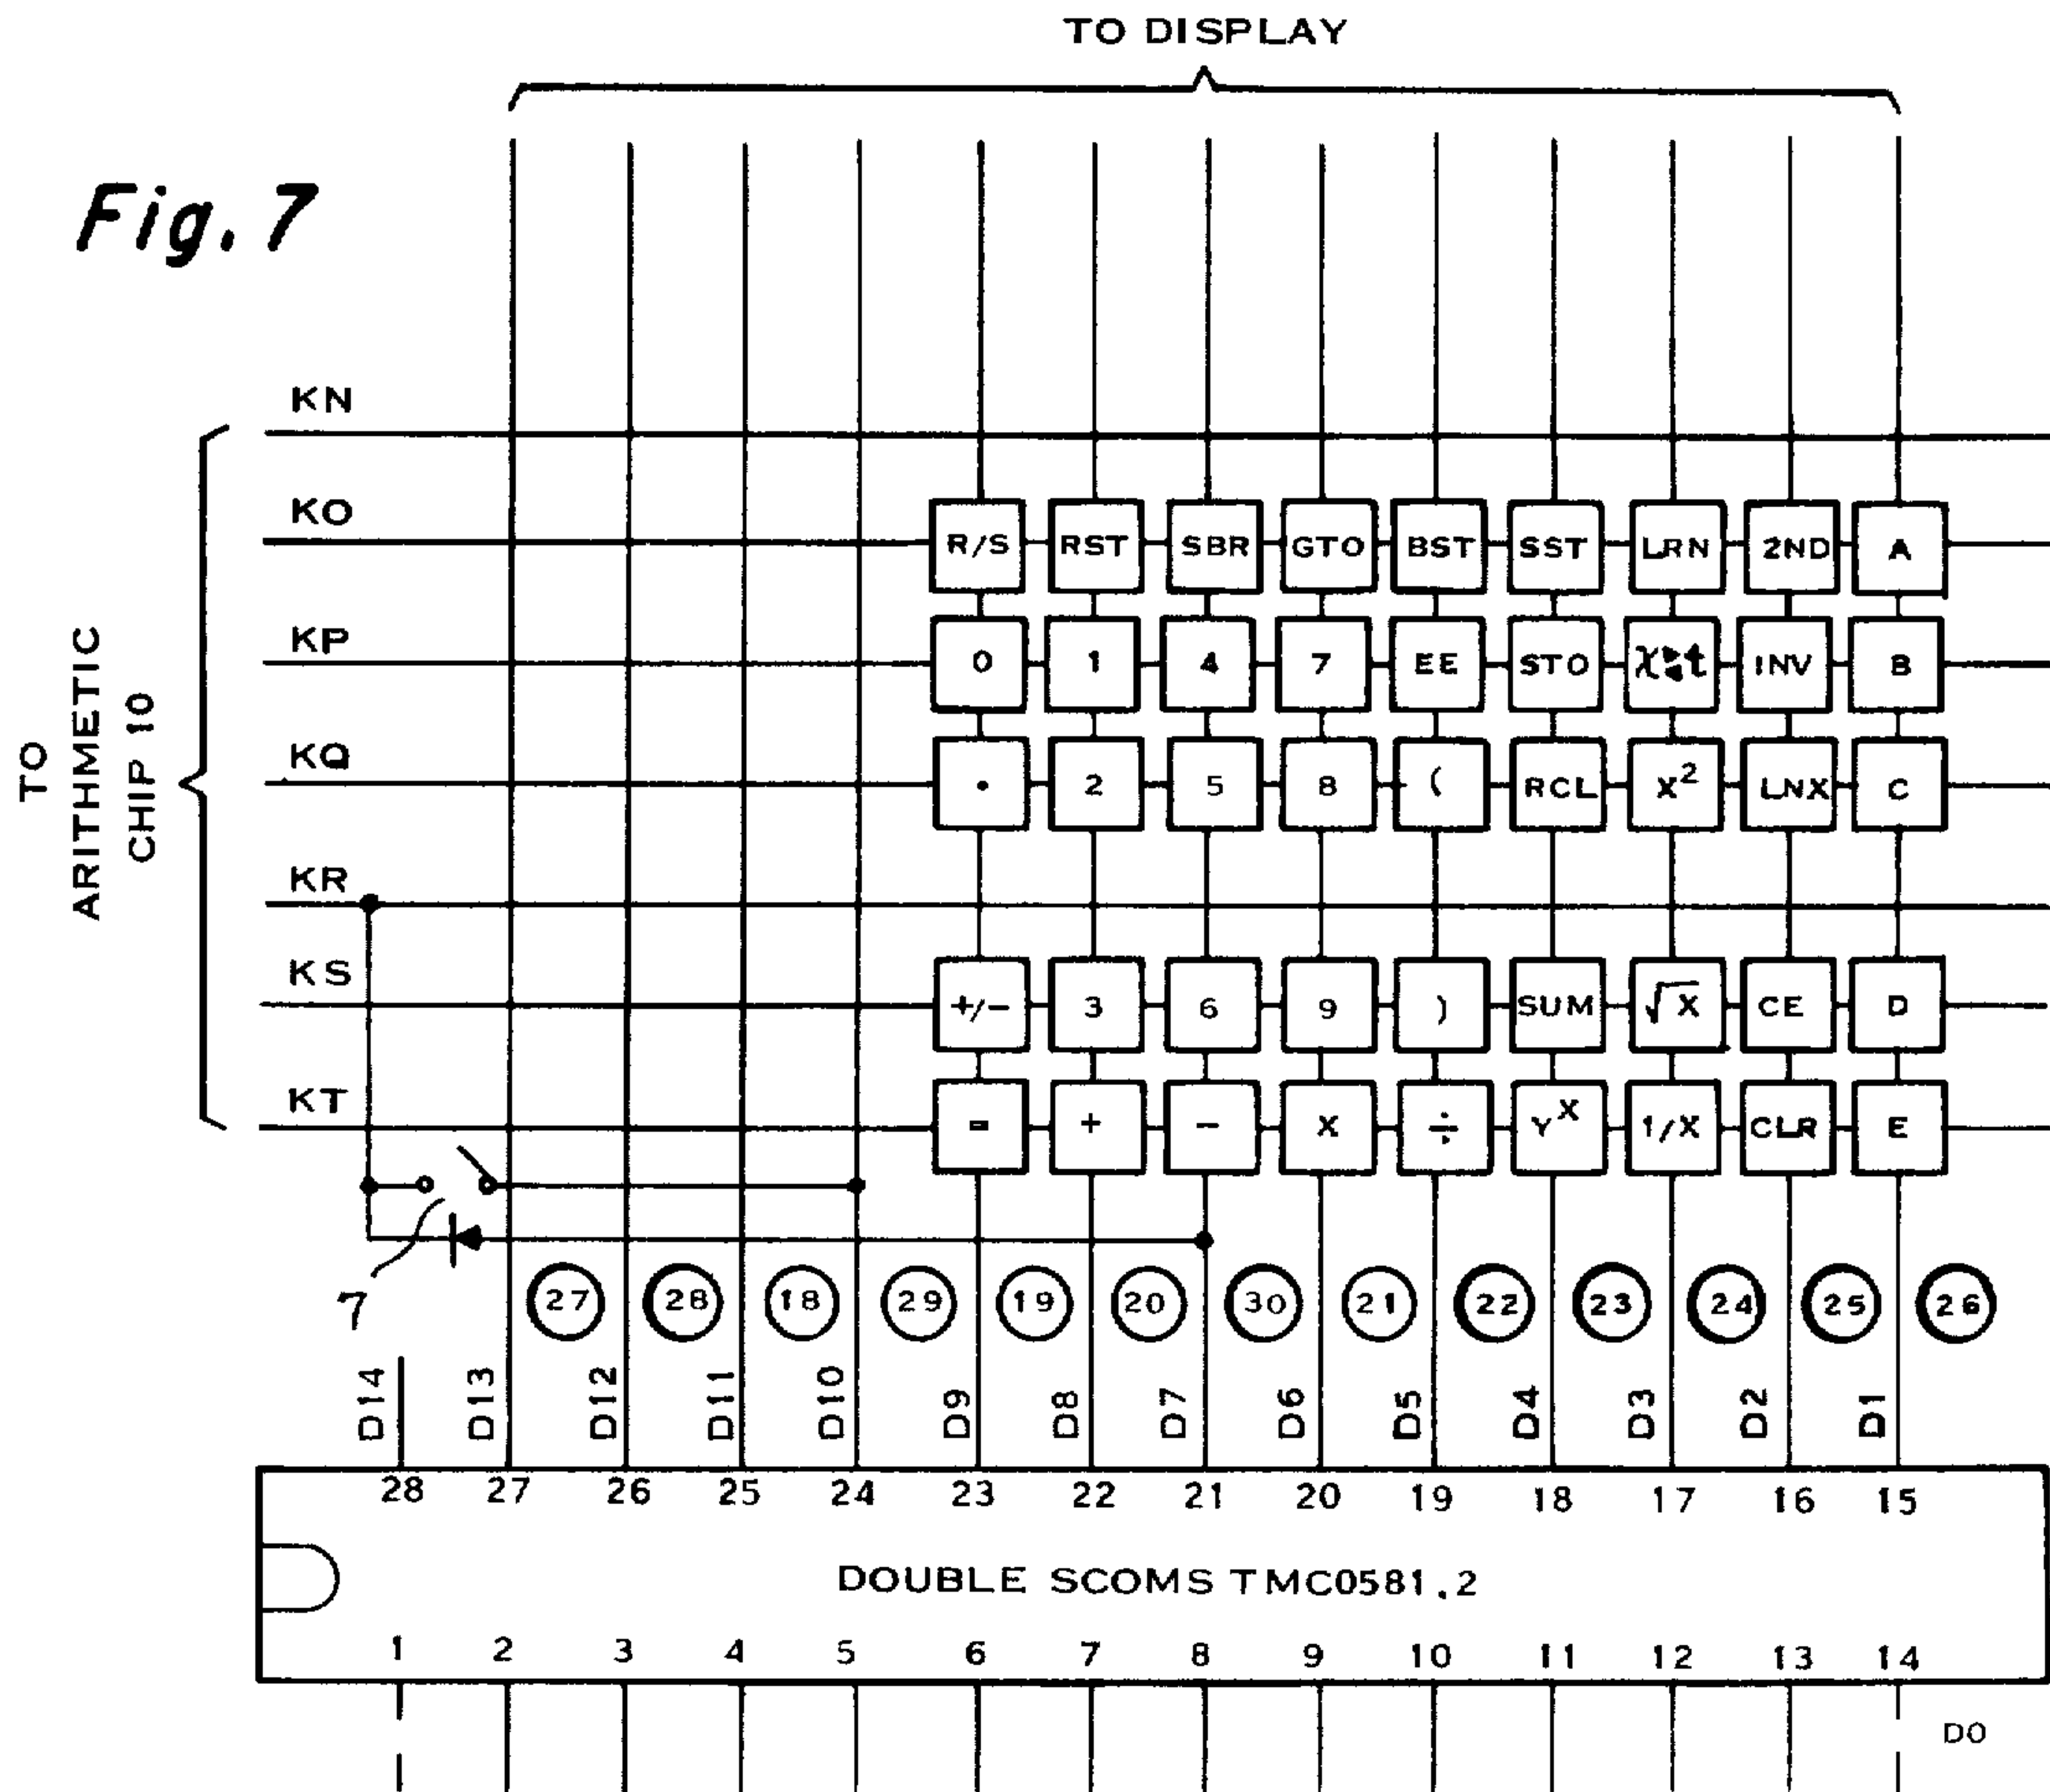 TO DISPLAY
Fig. 7
TO
ARITHMETIC
CHIP 10
KN
KO R/S RST SBR GTO BST SST LRN 2ND A
KP 0 1 4 7 EE STO X⇄t INV B
KQ . 2 5 8 ( RCL X² LNX C
KR
KS +/− 3 6 9 ) SUM √X CE D
KT = + − X ÷ Yˣ 1/X CLR E
7
27 28 18 29 19 20 30 21 22 23 24 25 26
D14 D13 D12 D11 D10 D9 D8 D7 D6 D5 D4 D3 D2 D1
28 27 26 25 24 23 22 21 20 19 18 17 16 15
DOUBLE SCOMS TMC0581.2
1 2 3 4 5 6 7 8 9 10 11 12 13 14
DO